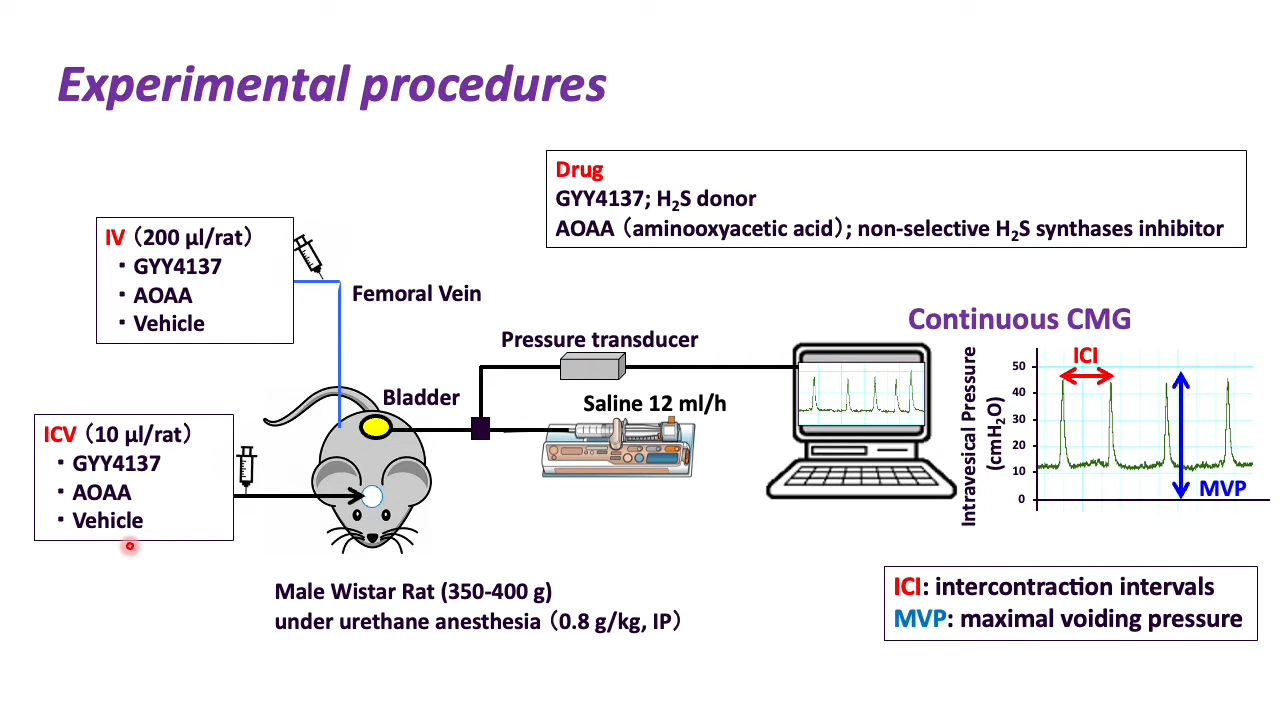 Experimental procedures
Drug
GYY4137; H₂S donor
AOAA（aminooxyacetic acid）; non-selective H₂S synthases inhibitor
IV（200 μl/rat）
・GYY4137
・AOAA
・Vehicle
Femoral Vein
Pressure transducer
Bladder
Saline 12 ml/h
ICV（10 μl/rat）
・GYY4137
・AOAA
・Vehicle
Male Wistar Rat (350-400 g)
under urethane anesthesia（0.8 g/kg, IP）
Continuous CMG
Intravesical Pressure
(cmH₂O)
50
40
30
20
10
0
ICI
MVP
ICI: intercontraction intervals
MVP: maximal voiding pressure